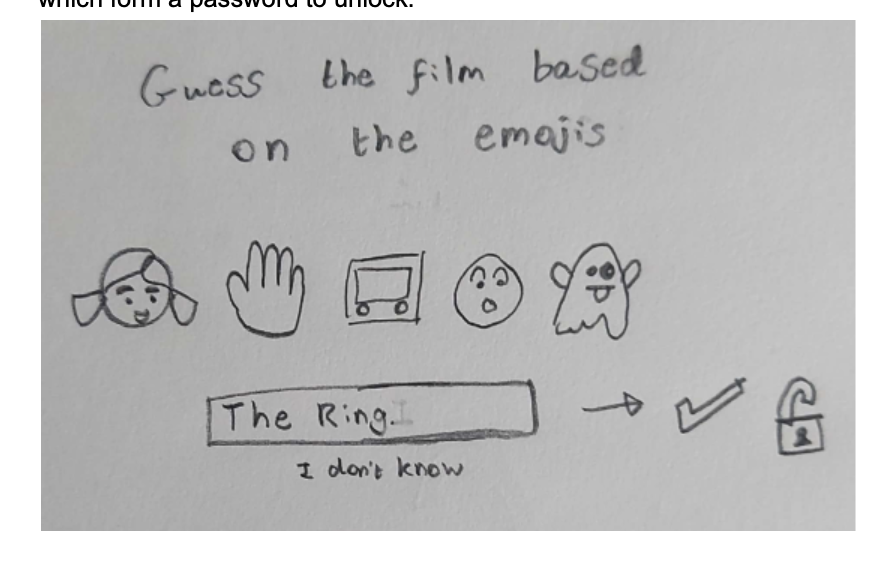 which form a password to unlock.
Guess the film based
on the emojis
The Ring.
I don't know